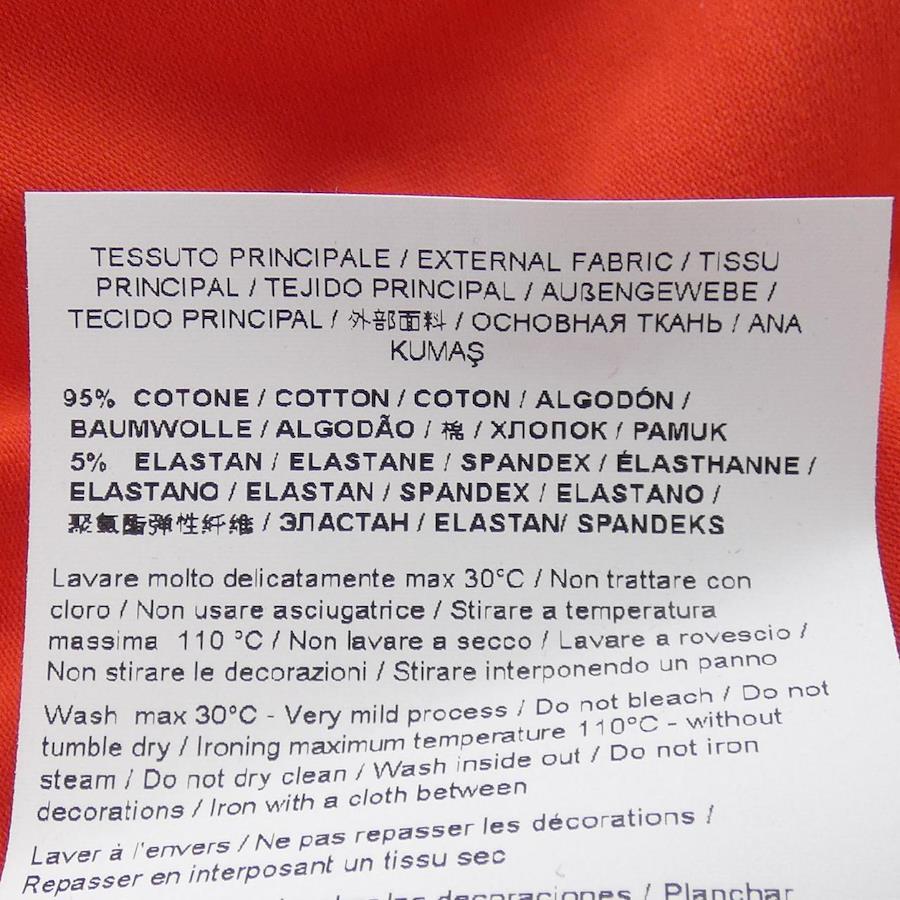 TESSUTO PRINCIPALE / EXTERNAL FABRIC / TISSU
PRINCIPAL / TEJIDO PRINCIPAL / AUßENGEWEBE /
TECIDO PRINCIPAL / 外部面料 / ОСНОВНАЯ ТКАНЬ / ANA
KUMAŞ
95% COTONE / COTTON / COTON / ALGODÓN /
BAUMWOLLE / ALGODÃO / 棉 / ХЛОПОК / PAMUK
5% ELASTAN / ELASTANE / SPANDEX / ÉLASTHANNE /
ELASTANO / ELASTAN / SPANDEX / ELASTANO /
聚氨酯弹性纤维 / ЭЛАСТАН / ELASTAN/ SPANDEKS
Lavare molto delicatamente max 30°C / Non trattare con
cloro / Non usare asciugatrice / Stirare a temperatura
massima 110 °C / Non lavare a secco / Lavare a rovescio /
Non stirare le decorazioni / Stirare interponendo un panno
Wash max 30°C - Very mild process / Do not bleach / Do not
tumble dry / Ironing maximum temperature 110°C - without
steam / Do not dry clean / Wash inside out / Do not iron
decorations / Iron with a cloth between
Laver à l'envers / Ne pas repasser les décorations /
Repasser en interposant un tissu sec
las decoraciones / Planchar